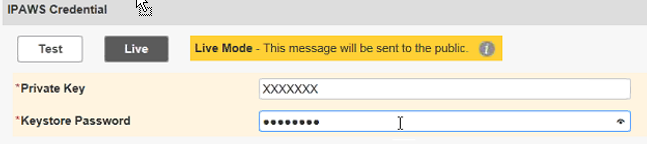 IPAWS Credential
Test Live Live Mode - This message will be sent to the public. i
*Private Key XXXXXXX
*Keystore Password ••••••••